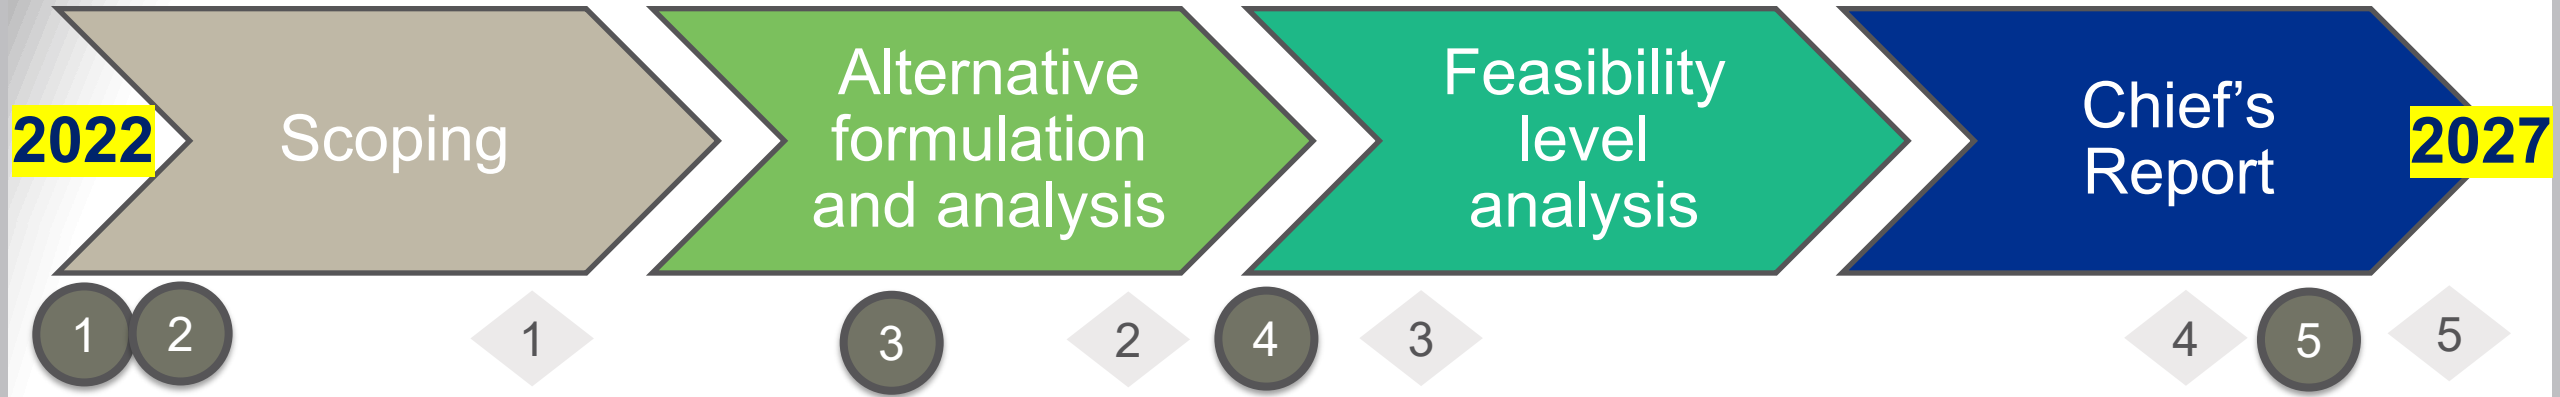 2022
Scoping
Alternative
formulation
and analysis
Feasibility
level
analysis
Chief’s
Report
2027
1
2
1
3
2
4
3
4
5
5